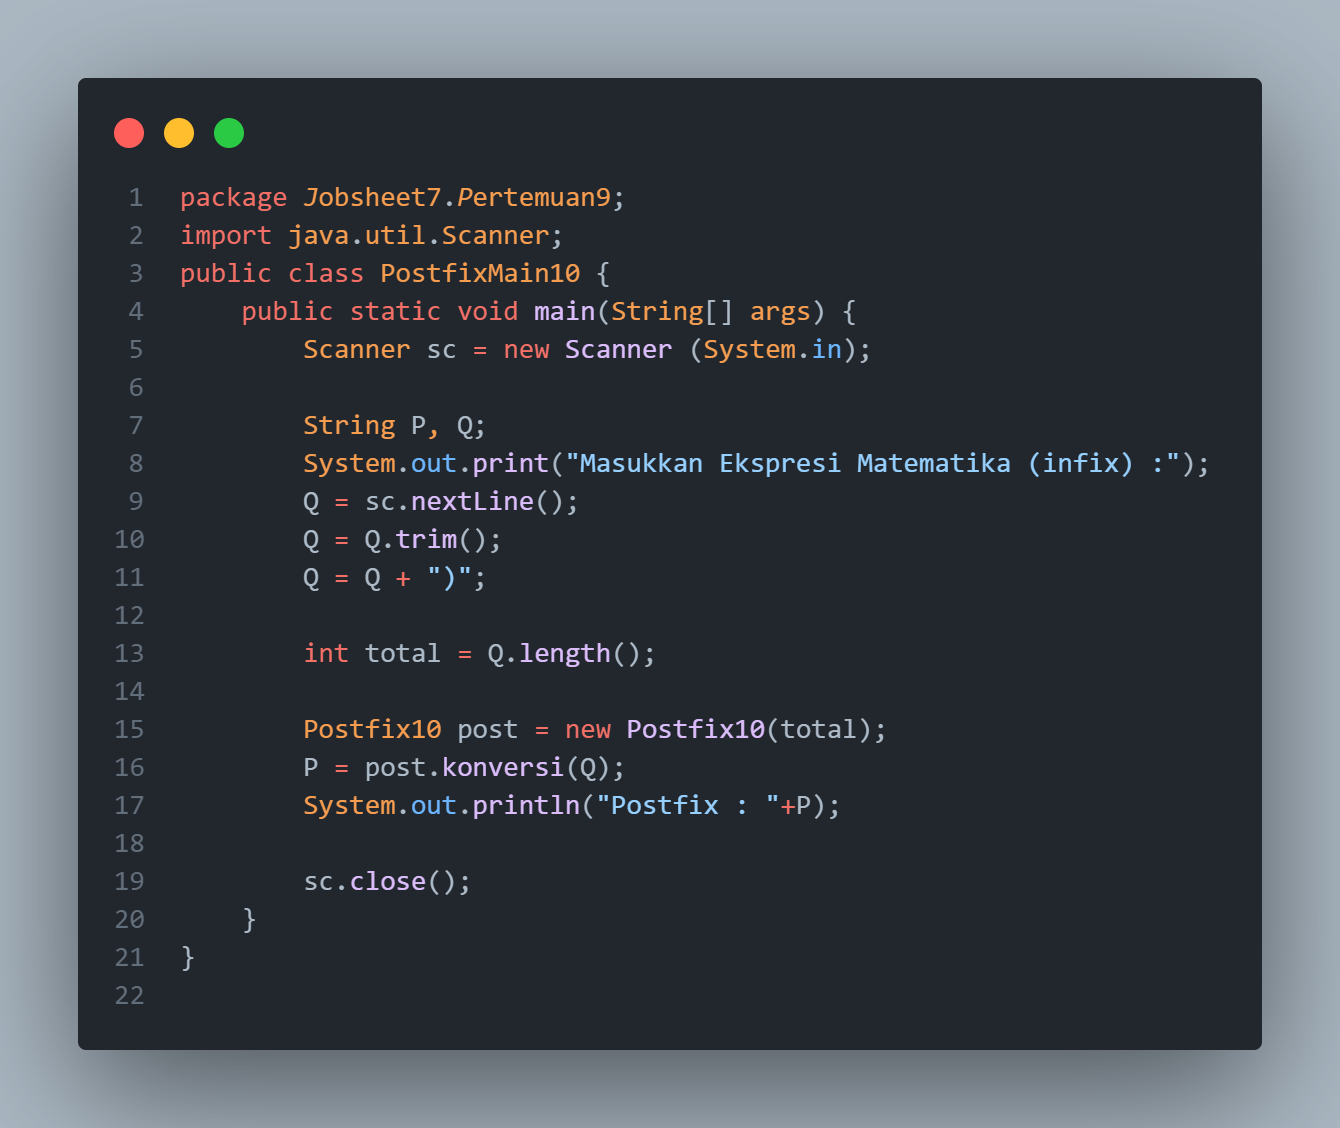 1 package Jobsheet7.Pertemuan9;
2 import java.util.Scanner;
3 public class PostfixMain10 {
4     public static void main(String[] args) {
5         Scanner sc = new Scanner (System.in);
6
7         String P, Q;
8         System.out.print("Masukkan Ekspresi Matematika (infix) :");
9         Q = sc.nextLine();
10         Q = Q.trim();
11         Q = Q + ")";
12
13         int total = Q.length();
14
15         Postfix10 post = new Postfix10(total);
16         P = post.konversi(Q);
17         System.out.println("Postfix : "+P);
18
19         sc.close();
20     }
21 }
22